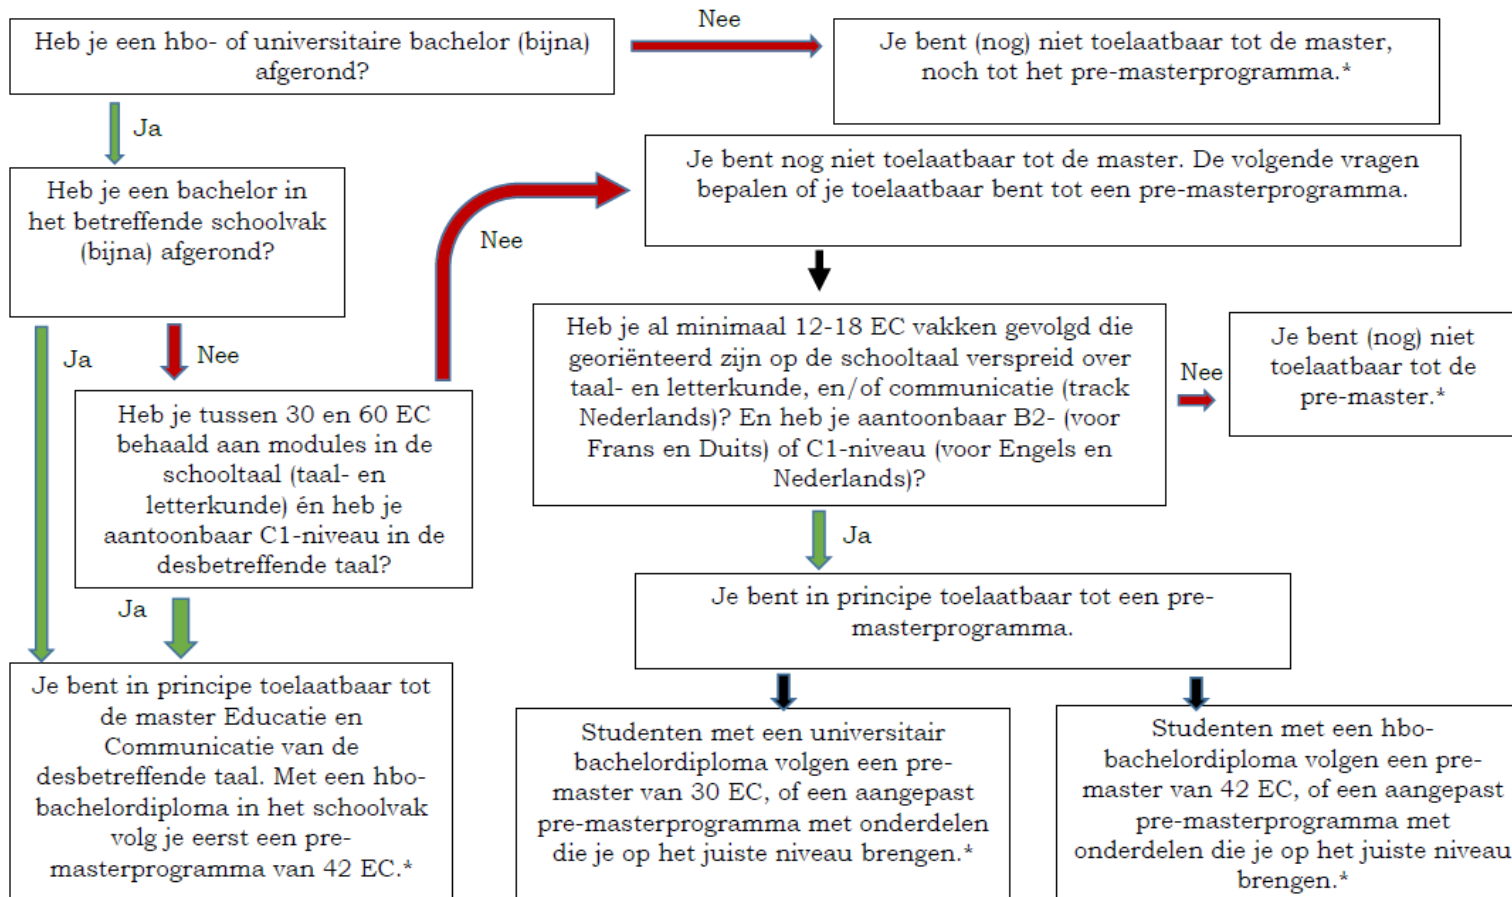 Heb je een hbo- of universitaire bachelor (bijna)
afgerond?
Nee
Je bent (nog) niet toelaatbaar tot de master,
noch tot het pre-masterprogramma.*
Ja
Heb je een bachelor in
het betreffende schoolvak
(bijna) afgerond?
Nee
Je bent nog niet toelaatbaar tot de master. De volgende vragen
bepalen of je toelaatbaar bent tot een pre-masterprogramma.
Ja
Nee
Heb je tussen 30 en 60 EC
behaald aan modules in de
schooltaal (taal- en
letterkunde) én heb je
aantoonbaar C1-niveau in de
desbetreffende taal?
Heb je al minimaal 12-18 EC vakken gevolgd die
georiënteerd zijn op de schooltaal verspreid over
taal- en letterkunde, en/of communicatie (track
Nederlands)? En heb je aantoonbaar B2- (voor
Frans en Duits) of C1-niveau (voor Engels en
Nederlands)?
Nee
Je bent (nog) niet
toelaatbaar tot de
pre-master.*
Ja
Ja
Je bent in principe toelaatbaar tot een pre-
masterprogramma.
Je bent in principe toelaatbaar tot
de master Educatie en
Communicatie van de
desbetreffende taal. Met een hbo-
bachelordiploma in het schoolvak
volg je eerst een pre-
masterprogramma van 42 EC.*
Studenten met een universitair
bachelordiploma volgen een pre-
master van 30 EC, of een aangepast
pre-masterprogramma met onderdelen
die je op het juiste niveau brengen.*
Studenten met een hbo-
bachelordiploma volgen een pre-
master van 42 EC, of een aangepast
pre-masterprogramma met
onderdelen die je op het juiste niveau
brengen.*